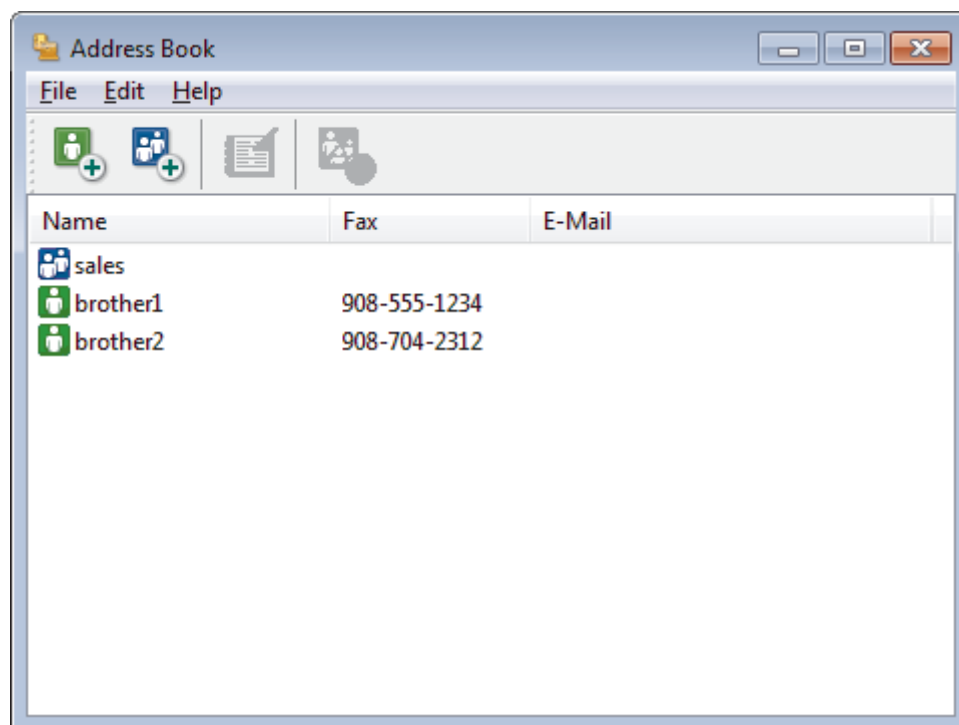 Address Book
File Edit Help
Name Fax E-Mail
sales
brother1 908-555-1234
brother2 908-704-2312